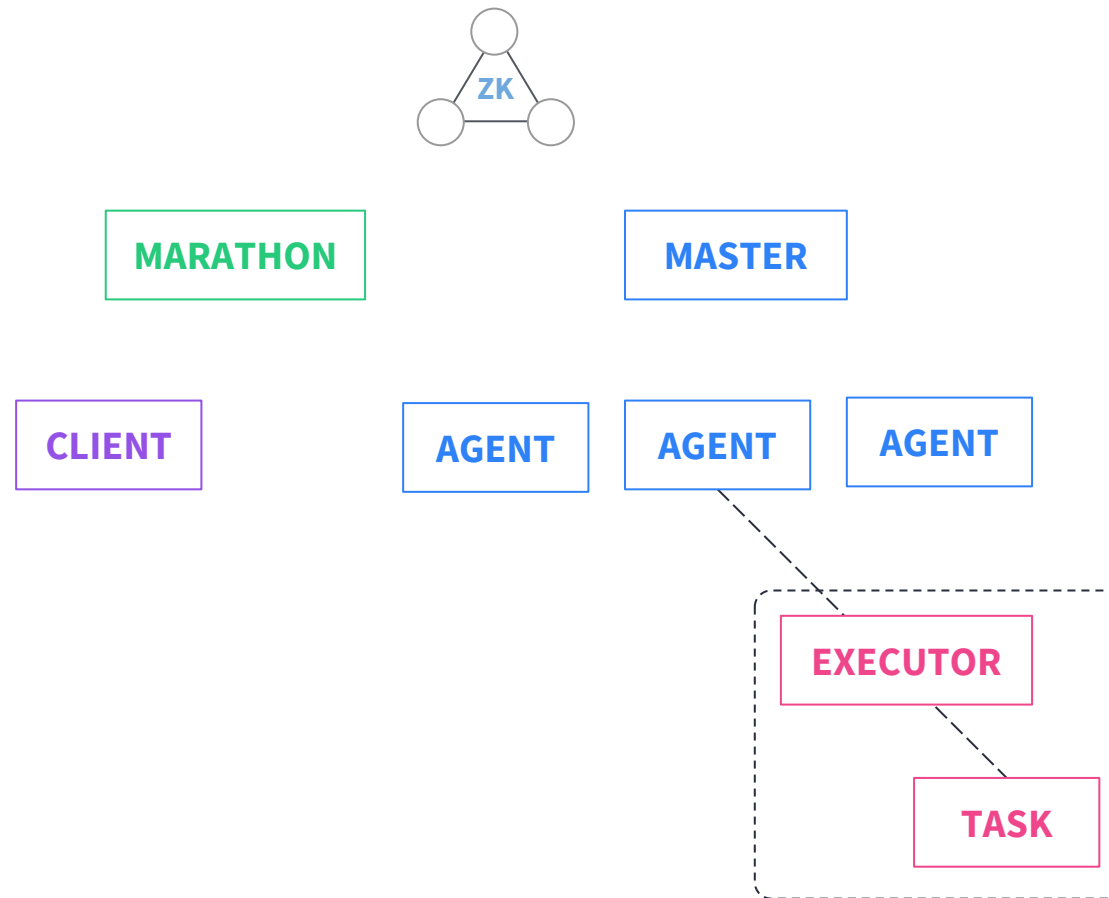 ZK
MARATHON
MASTER
CLIENT
AGENT
AGENT
AGENT
EXECUTOR
TASK